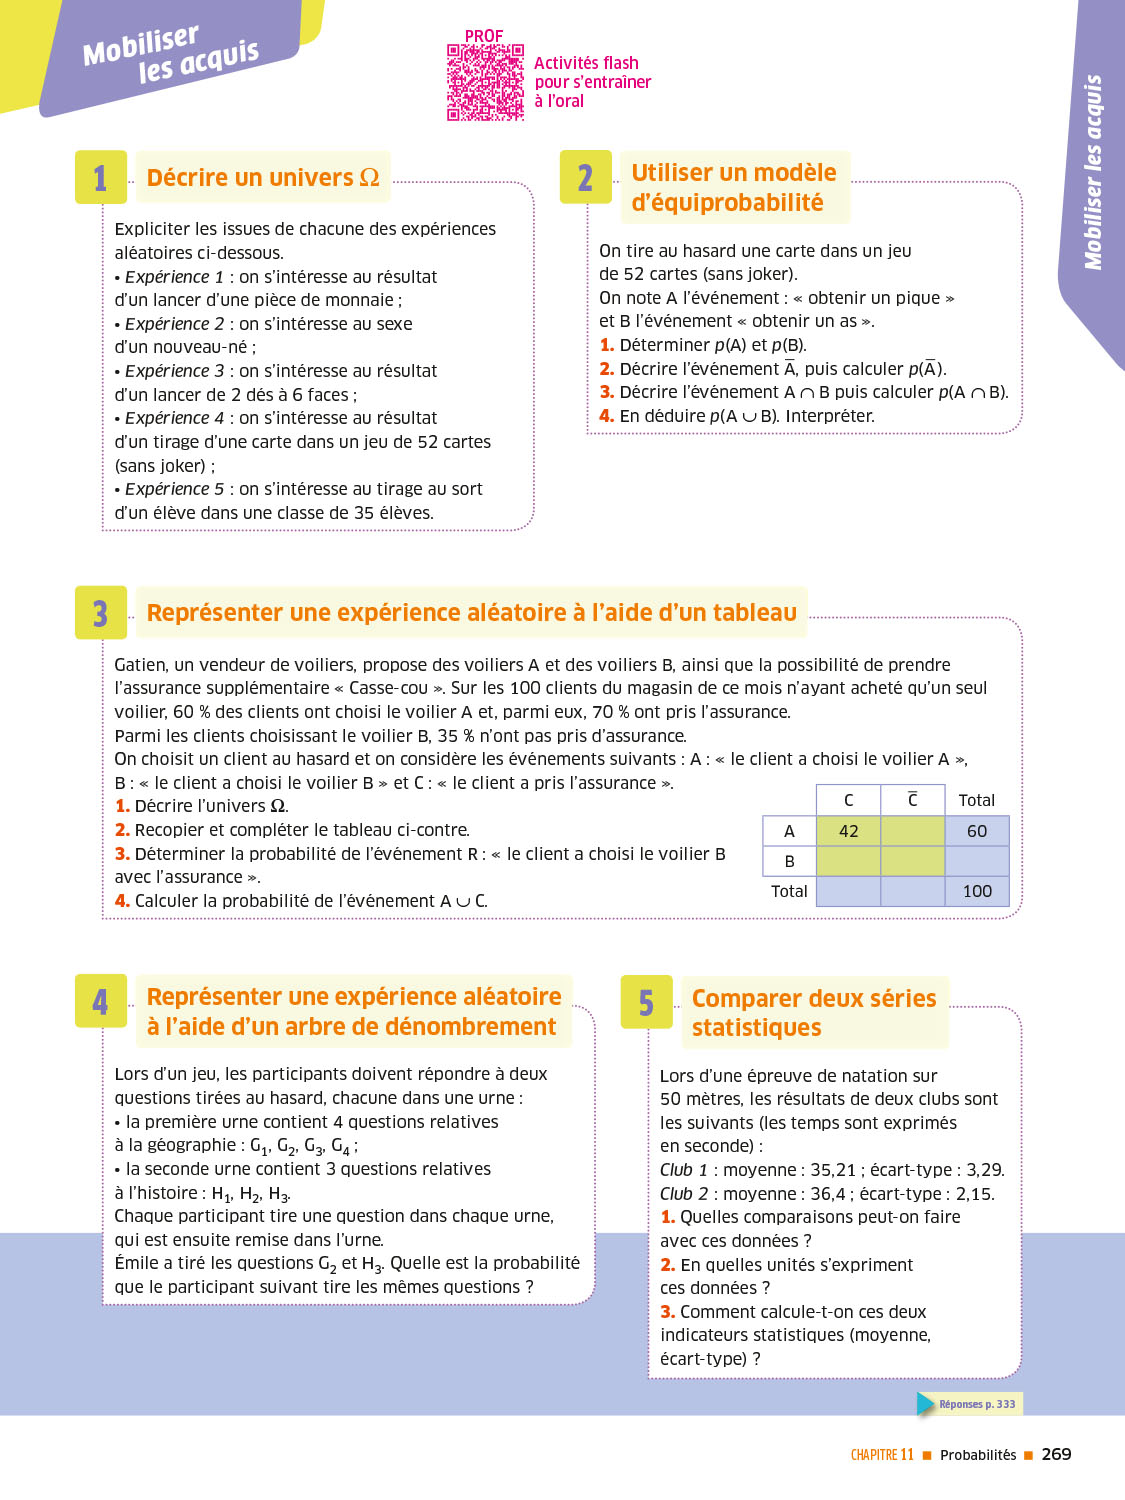 Mobiliser
les acquis
PROF
Activités flash
pour s'entraîner
à l'oral
Mobiliser les acquis
1 Décrire un univers Ω
Expliciter les issues de chacune des expériences
aléatoires ci-dessous.
• Expérience 1 : on s'intéresse au résultat
d'un lancer d'une pièce de monnaie ;
• Expérience 2 : on s'intéresse au sexe
d'un nouveau-né ;
• Expérience 3 : on s'intéresse au résultat
d'un lancer de 2 dés à 6 faces ;
• Expérience 4 : on s'intéresse au résultat
d'un tirage d'une carte dans un jeu de 52 cartes
(sans joker) ;
• Expérience 5 : on s'intéresse au tirage au sort
d'un élève dans une classe de 35 élèves.
2 Utiliser un modèle
d'équiprobabilité
On tire au hasard une carte dans un jeu
de 52 cartes (sans joker).
On note A l'événement : « obtenir un pique »
et B l'événement « obtenir un as ».
1. Déterminer p(A) et p(B).
2. Décrire l'événement A̅, puis calculer p(A̅).
3. Décrire l'événement A ∩ B puis calculer p(A ∩ B).
4. En déduire p(A ∪ B). Interpréter.
3 Représenter une expérience aléatoire à l'aide d'un tableau
Gatien, un vendeur de voiliers, propose des voiliers A et des voiliers B, ainsi que la possibilité de prendre
l'assurance supplémentaire « Casse-cou ». Sur les 100 clients du magasin de ce mois n'ayant acheté qu'un seul
voilier, 60 % des clients ont choisi le voilier A et, parmi eux, 70 % ont pris l'assurance.
Parmi les clients choisissant le voilier B, 35 % n'ont pas pris d'assurance.
On choisit un client au hasard et on considère les événements suivants : A : « le client a choisi le voilier A »,
B : « le client a choisi le voilier B » et C : « le client a pris l'assurance ».
1. Décrire l'univers Ω.
2. Recopier et compléter le tableau ci-contre.
3. Déterminer la probabilité de l'événement R : « le client a choisi le voilier B
avec l'assurance ».
4. Calculer la probabilité de l'événement A ∪ C.
C C̅ Total
A 42 60
B
Total 100
4 Représenter une expérience aléatoire
à l'aide d'un arbre de dénombrement
Lors d'un jeu, les participants doivent répondre à deux
questions tirées au hasard, chacune dans une urne :
• la première urne contient 4 questions relatives
à la géographie : G₁, G₂, G₃, G₄ ;
• la seconde urne contient 3 questions relatives
à l'histoire : H₁, H₂, H₃.
Chaque participant tire une question dans chaque urne,
qui est ensuite remise dans l'urne.
Émile a tiré les questions G₂ et H₃. Quelle est la probabilité
que le participant suivant tire les mêmes questions ?
5 Comparer deux séries
statistiques
Lors d'une épreuve de natation sur
50 mètres, les résultats de deux clubs sont
les suivants (les temps sont exprimés
en seconde) :
Club 1 : moyenne : 35,21 ; écart-type : 3,29.
Club 2 : moyenne : 36,4 ; écart-type : 2,15.
1. Quelles comparaisons peut-on faire
avec ces données ?
2. En quelles unités s'expriment
ces données ?
3. Comment calcule-t-on ces deux
indicateurs statistiques (moyenne,
écart-type) ?
Réponses p. 333
CHAPITRE 11 ■ Probabilités ■ 269